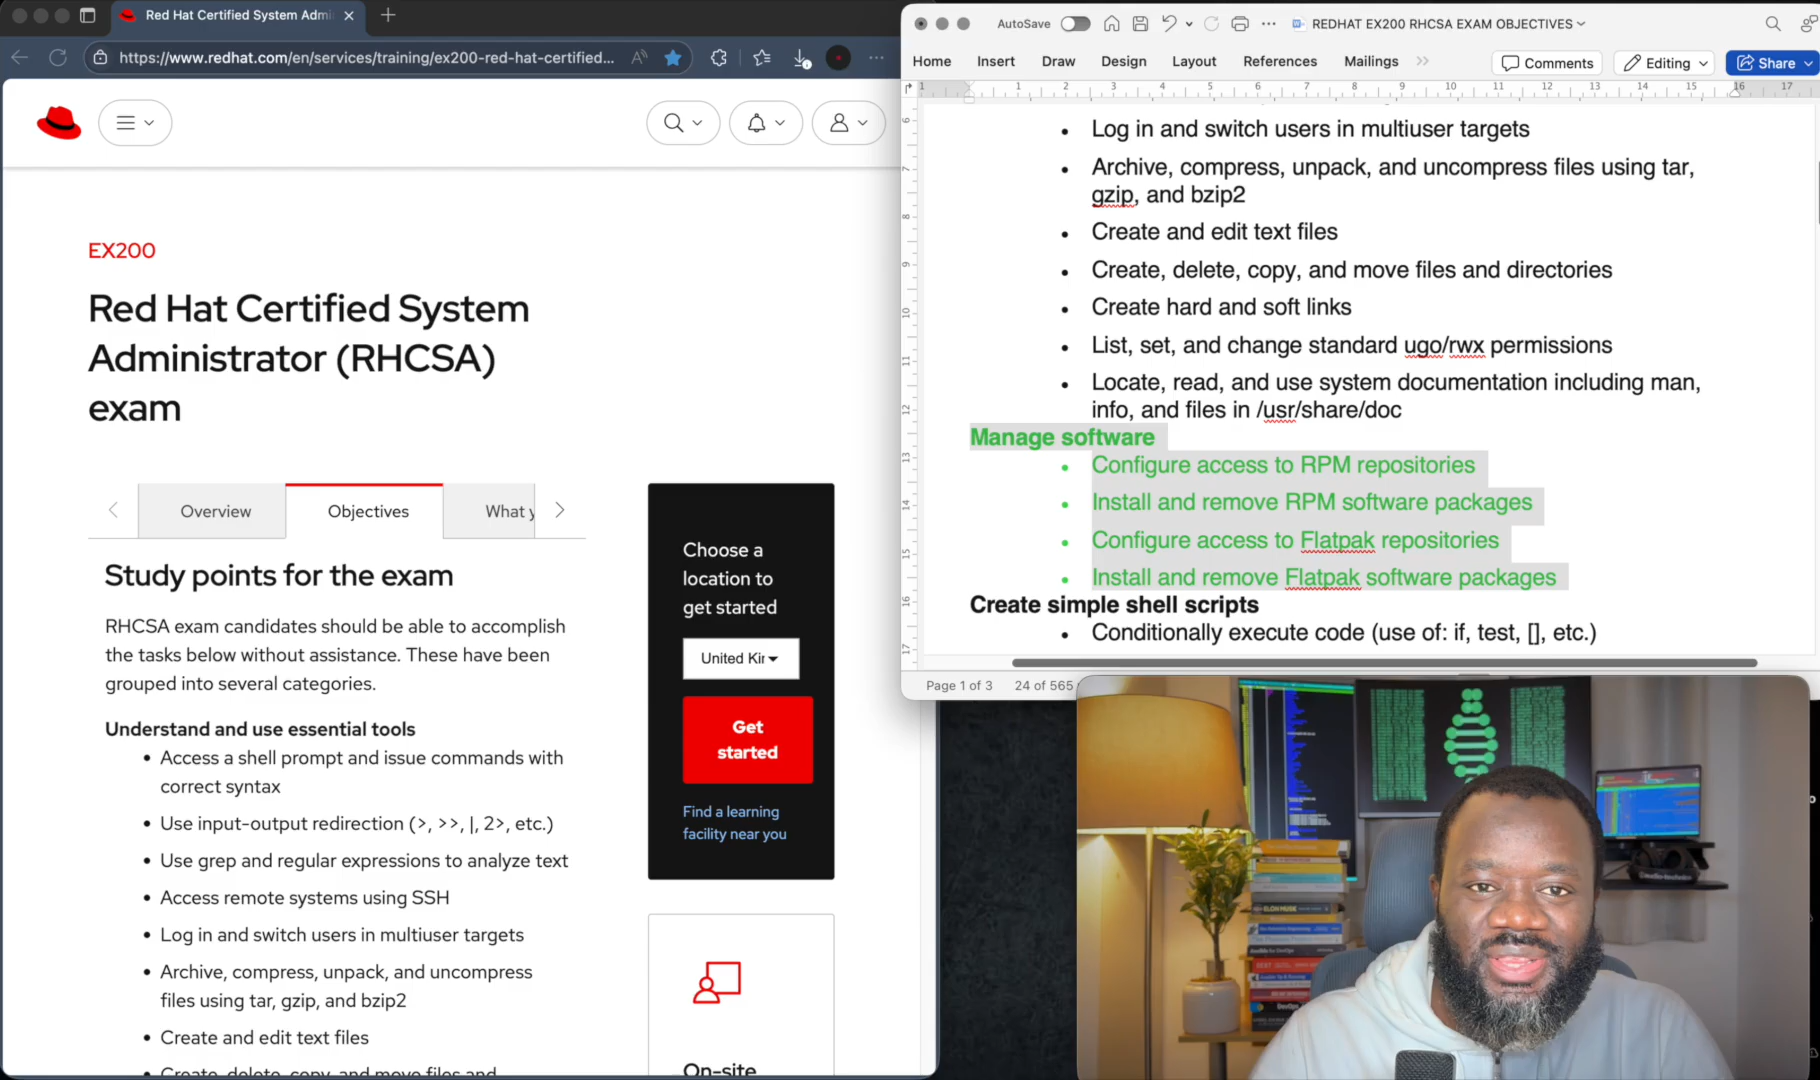 Red Hat Certified System Admi
https://www.redhat.com/en/services/training/ex200-red-hat-certified...
EX200
Red Hat Certified System
Administrator (RHCSA)
exam
Overview
Objectives
What y
Study points for the exam
RHCSA exam candidates should be able to accomplish
the tasks below without assistance. These have been
grouped into several categories.
Understand and use essential tools
• Access a shell prompt and issue commands with
correct syntax
• Use input-output redirection (>, >>, |, 2>, etc.)
• Use grep and regular expressions to analyze text
• Access remote systems using SSH
• Log in and switch users in multiuser targets
• Archive, compress, unpack, and uncompress
files using tar, gzip, and bzip2
• Create and edit text files
• Create, delete, copy, and move files and
Choose a
location to
get started
United Kir
Get
started
Find a learning
facility near you
On-site
AutoSave
REDHAT EX200 RHCSA EXAM OBJECTIVES
Home
Insert
Draw
Design
Layout
References
Mailings
Comments
Editing
Share
• Log in and switch users in multiuser targets
• Archive, compress, unpack, and uncompress files using tar,
gzip, and bzip2
• Create and edit text files
• Create, delete, copy, and move files and directories
• Create hard and soft links
• List, set, and change standard ugo/rwx permissions
• Locate, read, and use system documentation including man,
info, and files in /usr/share/doc
Manage software
• Configure access to RPM repositories
• Install and remove RPM software packages
• Configure access to Flatpak repositories
• Install and remove Flatpak software packages
Create simple shell scripts
• Conditionally execute code (use of: if, test, [], etc.)
Page 1 of 3
24 of 565
ELON MUSK